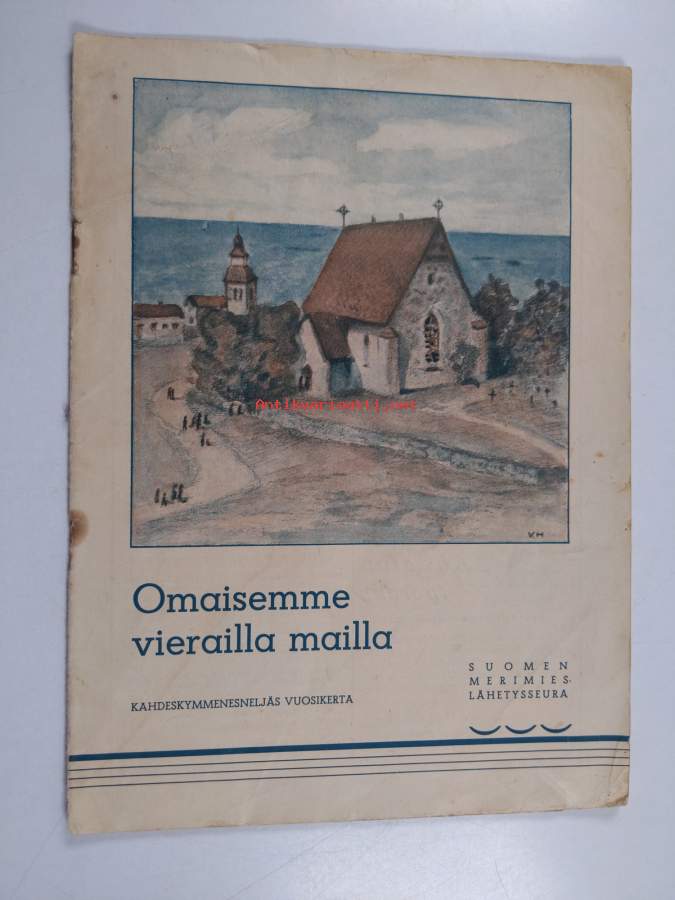 Antikvariaatti.net
V.H
Omaisemme
vierailla mailla
SUOMEN
MERIMIES-
LÄHETYSSEURA
KAHDESKYMMENESNELJÄS VUOSIKERTA